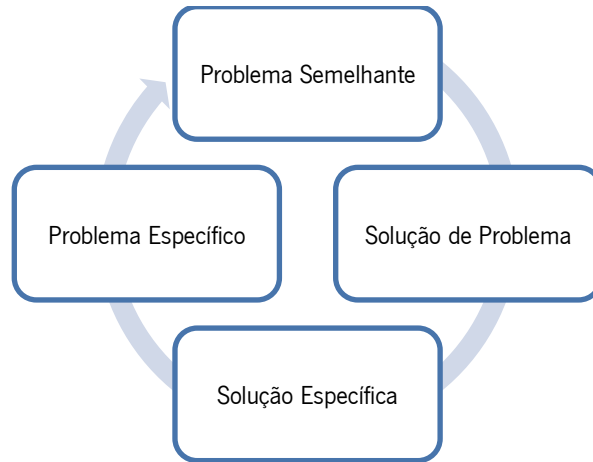 Problema Semelhante
Problema Específico
Solução de Problema
Solução Específica